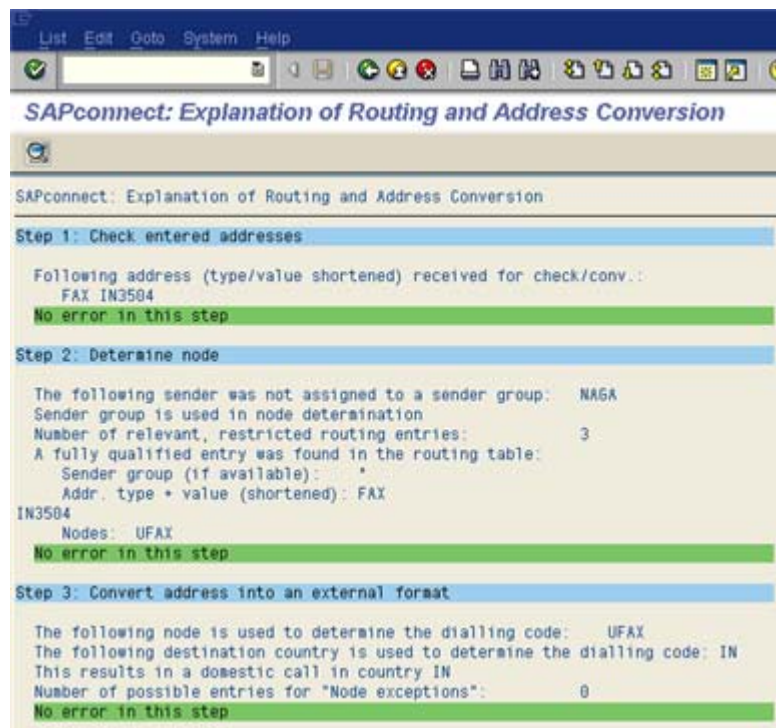 List Edit Goto System Help
SAPconnect: Explanation of Routing and Address Conversion
SAPconnect: Explanation of Routing and Address Conversion
Step 1: Check entered addresses
Following address (type/value shortened) received for check/conv.:
FAX IN3504
No error in this step
Step 2: Determine node
The following sender was not assigned to a sender group: NAGA
Sender group is used in node determination
Number of relevant, restricted routing entries: 3
A fully qualified entry was found in the routing table:
Sender group (if available): *
Addr. type + value (shortened): FAX
IN3504
Nodes: UFAX
No error in this step
Step 3: Convert address into an external format
The following node is used to determine the dialling code: UFAX
The following destination country is used to determine the dialling code: IN
This results in a domestic call in country IN
Number of possible entries for "Node exceptions": 0
No error in this step